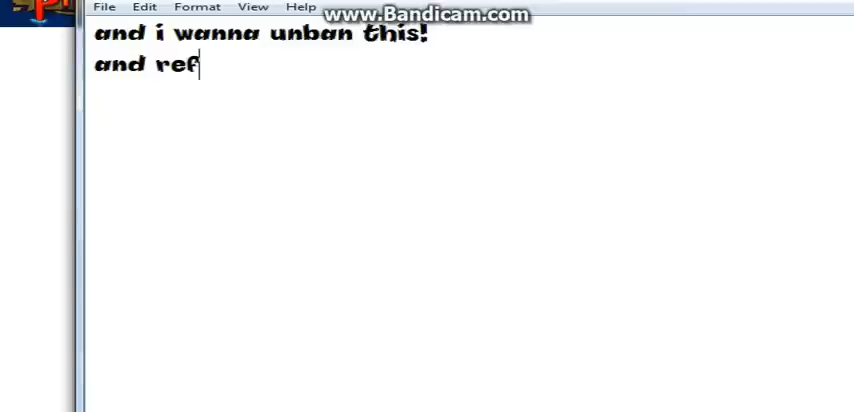 File Edit Format View Help
www.Bandicam.com
and i wanna unban this!
and ref